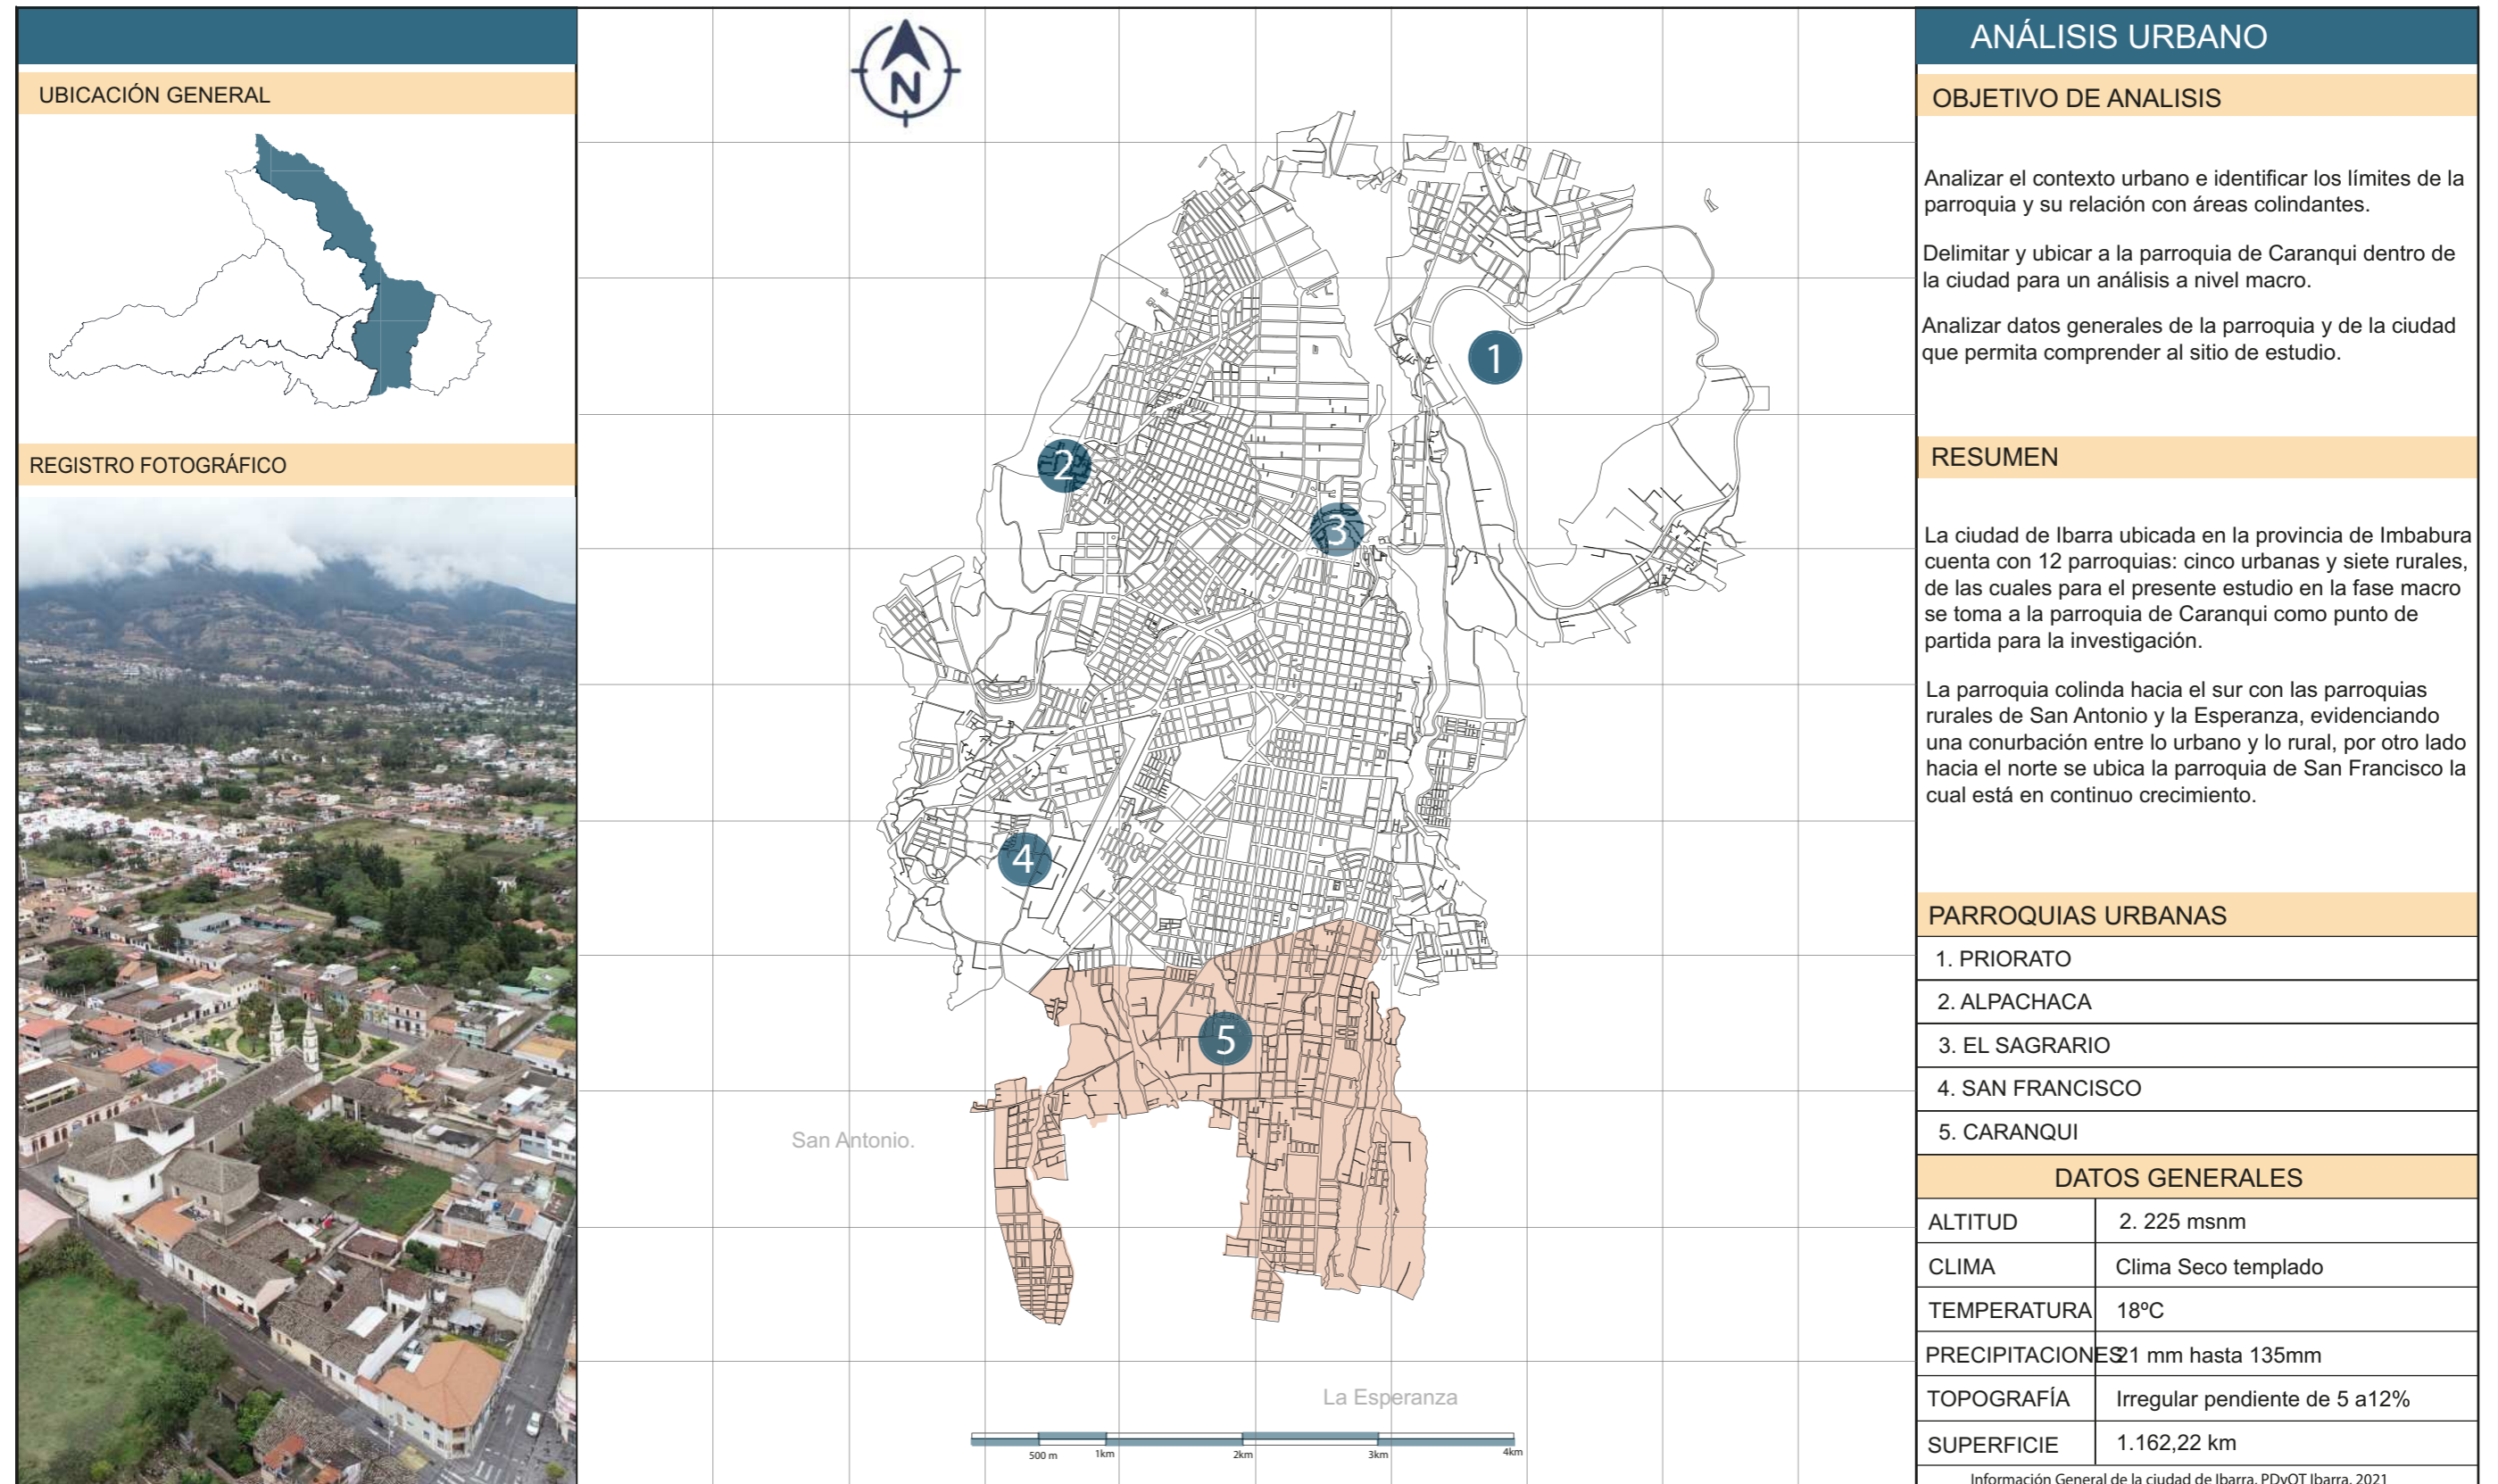 UBICACIÓN GENERAL
REGISTRO FOTOGRÁFICO
N
1
2
3
4
5
San Antonio.
La Esperanza
500 m
1km
2km
3km
4km
ANÁLISIS URBANO
OBJETIVO DE ANALISIS
Analizar el contexto urbano e identificar los límites de la
parroquia y su relación con áreas colindantes.
Delimitar y ubicar a la parroquia de Caranqui dentro de
la ciudad para un análisis a nivel macro.
Analizar datos generales de la parroquia y de la ciudad
que permita comprender al sitio de estudio.
RESUMEN
La ciudad de Ibarra ubicada en la provincia de Imbabura
cuenta con 12 parroquias: cinco urbanas y siete rurales,
de las cuales para el presente estudio en la fase macro
se toma a la parroquia de Caranqui como punto de
partida para la investigación.
La parroquia colinda hacia el sur con las parroquias
rurales de San Antonio y la Esperanza, evidenciando
una conurbación entre lo urbano y lo rural, por otro lado
hacia el norte se ubica la parroquia de San Francisco la
cual está en continuo crecimiento.
PARROQUIAS URBANAS
1. PRIORATO
2. ALPACHACA
3. EL SAGRARIO
4. SAN FRANCISCO
5. CARANQUI
DATOS GENERALES
ALTITUD 2. 225 msnm
CLIMA Clima Seco templado
TEMPERATURA 18ºC
PRECIPITACIONES 21 mm hasta 135mm
TOPOGRAFÍA Irregular pendiente de 5 a12%
SUPERFICIE 1.162,22 km
Información General de la ciudad de Ibarra. PDyOT Ibarra, 2021